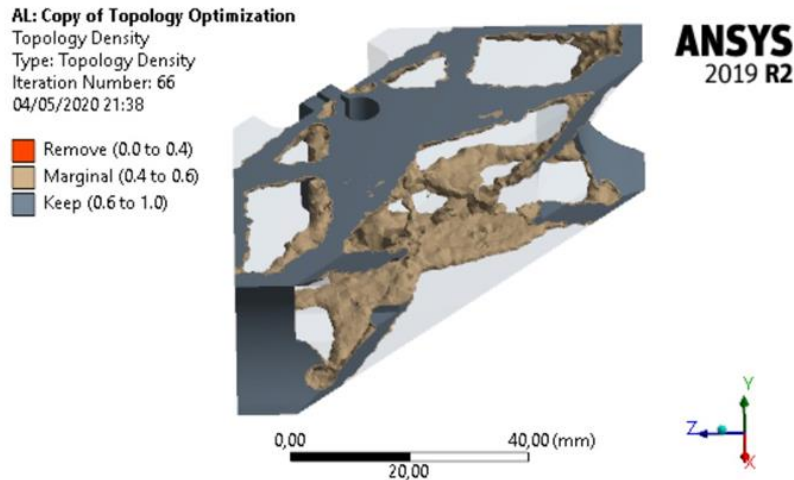 AL: Copy of Topology Optimization
Topology Density
Type: Topology Density
Iteration Number: 66
04/05/2020 21:38
Remove (0.0 to 0.4)
Marginal (0.4 to 0.6)
Keep (0.6 to 1.0)
ANSYS
2019 R2
0,00
40,00 (mm)
20,00
Y
Z
X